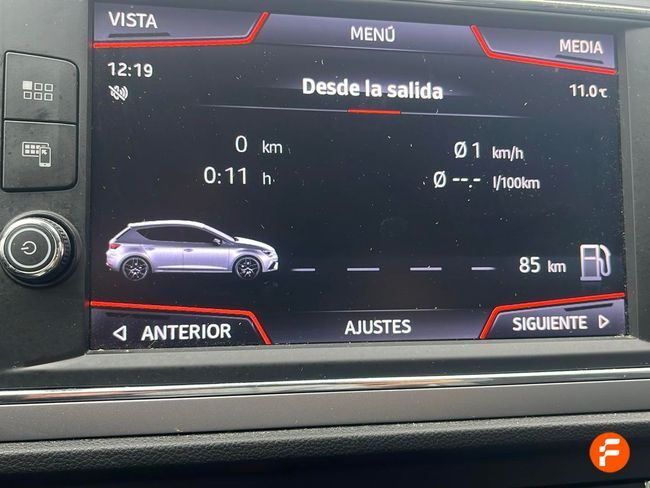 VISTA
MENÚ
MEDIA
12:19
Desde la salida
11.0 °C
0 km
Ø 1 km/h
0:11 h
Ø --.- l/100km
85 km
ANTERIOR
AJUSTES
SIGUIENTE